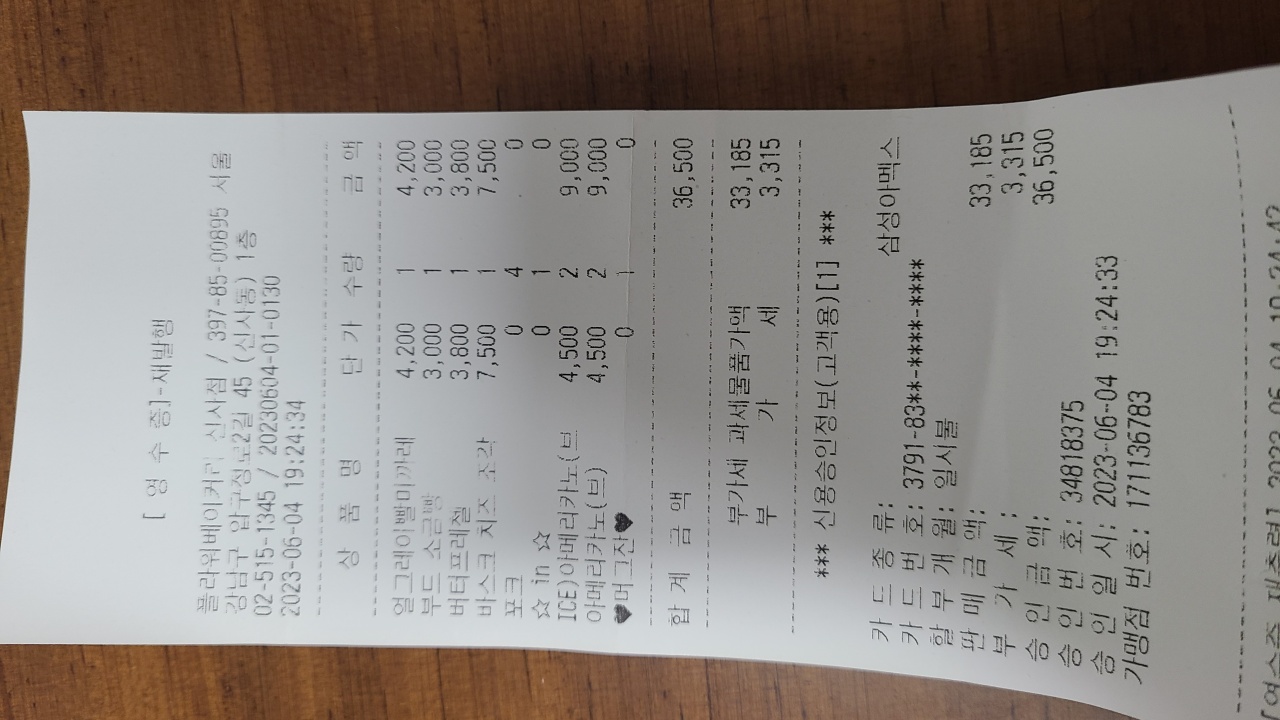 [ 영 수 증]-재발행
플라워베이커리 신사점 / 397-85-00895 서울
강남구 압구정로2길 45 (신사동) 1층
02-515-1345 / 20230604-01-0130
2023-06-04 19:24:34
상 품 명 단 가 수량 금 액
얼그레이빨미까레 4,200 1 4,200
부드 소금빵 3,000 1 3,000
버터프레첼 3,800 1 3,800
바스크 치즈 조각 7,500 1 7,500
포크 0 4 0
☆ in ☆ 0 1 0
ICE)아메리카노(브 4,500 2 9,000
아메리카노(브) 4,500 2 9,000
♥머그잔♥ 0 1 0
합 계 금 액 36,500
부가세 과세물품가액 33,185
부 가 세 3,315
*** 신용승인정보(고객용)[1] ***
카 드 종 류: 삼성아멕스
카 드 번 호: 3791-83**-****-****
할 부 개 월: 일시불
판 매 금 액: 33,185
부 가 세 : 3,315
승 인 금 액: 36,500
승 인 번 호: 34818375
승 인 일 시: 2023-06-04 19:24:33
가맹점 번호: 171136783